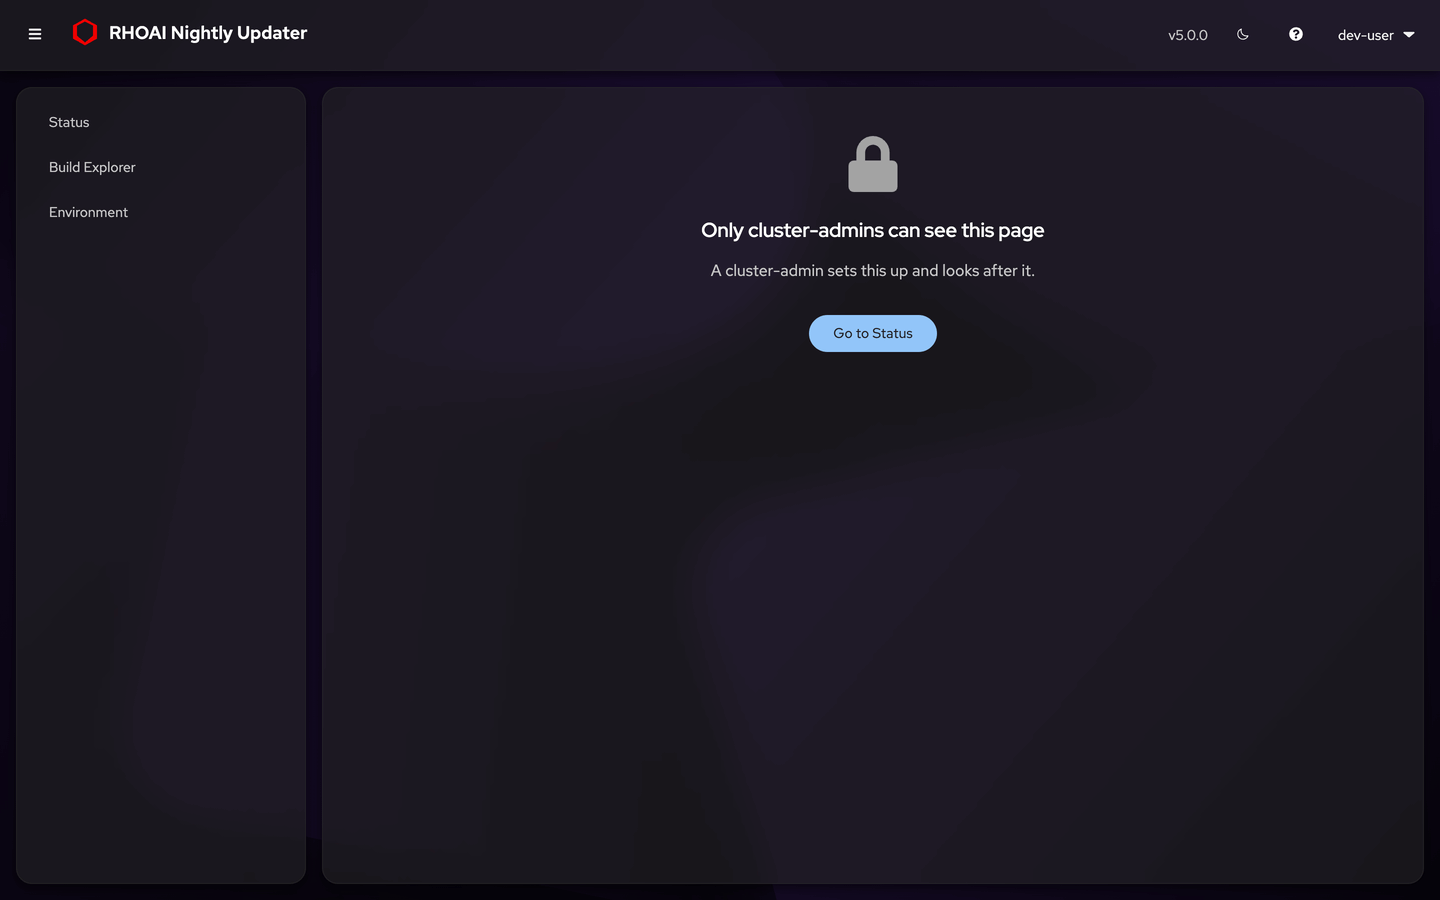 RHOAI Nightly Updater
v5.0.0
dev-user
Status
Build Explorer
Environment
Only cluster-admins can see this page
A cluster-admin sets this up and looks after it.
Go to Status